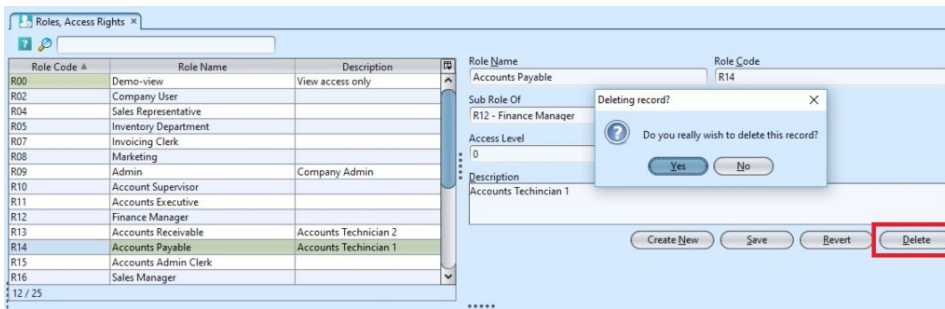 Roles, Access Rights ×
Role Code Role Name Description
R00 Demo-view View access only
R02 Company User
R04 Sales Representative
R05 Inventory Department
R07 Invoicing Clerk
R08 Marketing
R09 Admin Company Admin
R10 Account Supervisor
R11 Accounts Executive
R12 Finance Manager
R13 Accounts Receivable Accounts Technician 2
R14 Accounts Payable Accounts Techincian 1
R15 Accounts Admin Clerk
R16 Sales Manager
12 / 25
Role Name Role Code
Accounts Payable R14
Sub Role Of
R12 - Finance Manager
Access Level
0
Description
Accounts Techincian 1
Deleting record? ×
Do you really wish to delete this record?
Yes No
Create New Save Revert Delete